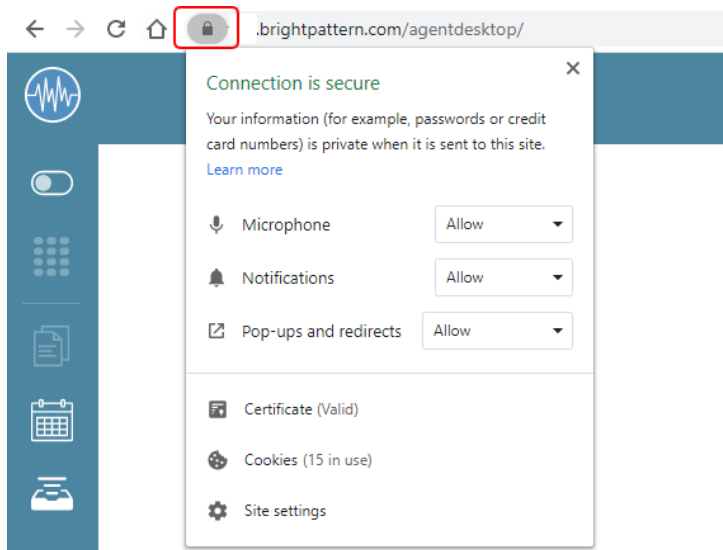 .brightpattern.com/agentdesktop/
Connection is secure
Your information (for example, passwords or credit
card numbers) is private when it is sent to this site.
Learn more
Microphone Allow
Notifications Allow
Pop-ups and redirects Allow
Certificate (Valid)
Cookies (15 in use)
Site settings